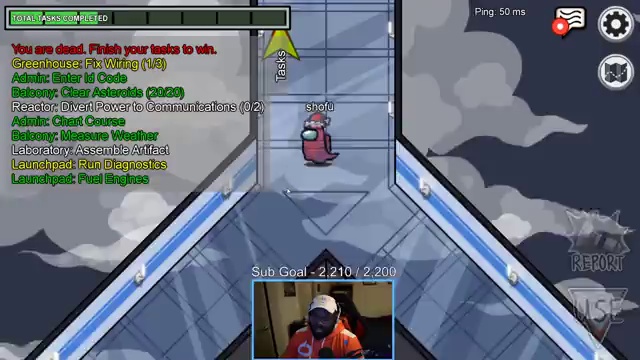 TOTAL TASKS COMPLETED
Ping: 50 ms
You are dead. Finish your tasks to win.
Greenhouse: Fix Wiring (1/3)
Admin: Enter Id Code
Balcony: Clear Asteroids (20/20)
Reactor: Divert Power to Communications (0/2)
Admin: Chart Course
Balcony: Measure Weather
Laboratory: Assemble Artifact
Launchpad: Run Diagnostics
Launchpad: Fuel Engines
Tasks
shofu
REPORT
USE
Sub Goal - 2,210 / 2,200